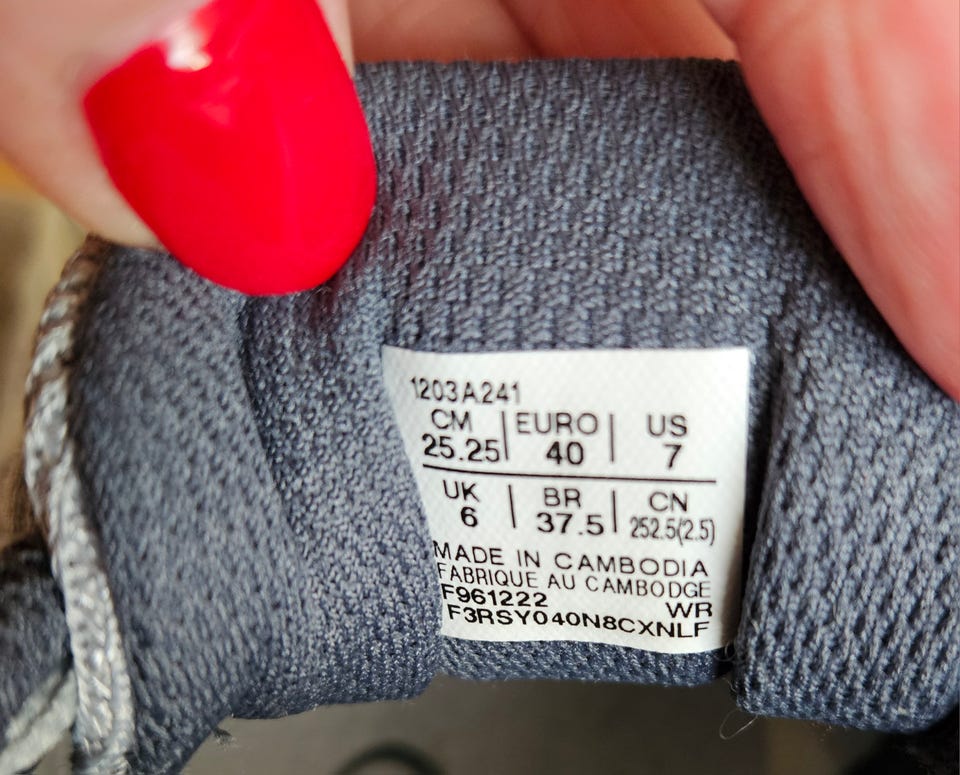 1203A241
CM | EURO | US
25.25 | 40 | 7
UK | BR | CN
6 | 37.5 | 252.5(2.5)
MADE IN CAMBODIA
FABRIQUE AU CAMBODGE
F961222 WR
F3RSY040N8CXNLF